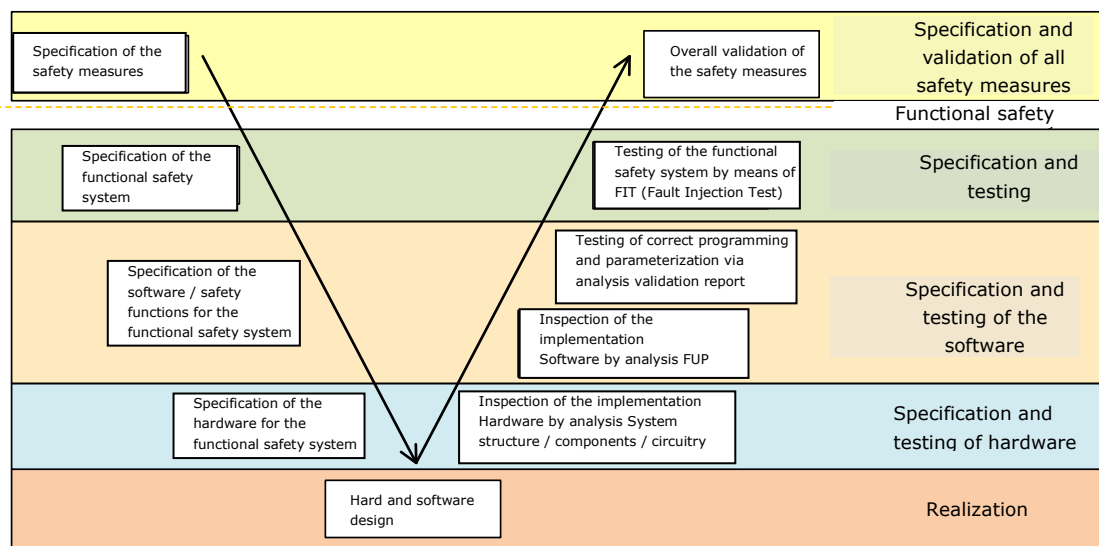 Specification of the
safety measures
Overall validation of
the safety measures
Specification and
validation of all
safety measures
Functional safety
Specification of the
functional safety
system
Testing of the functional
safety system by means of
FIT (Fault Injection Test)
Specification and
testing
Specification of the
software / safety
functions for the
functional safety system
Testing of correct programming
and parameterization via
analysis validation report
Inspection of the
implementation
Software by analysis FUP
Specification and
testing of the
software
Specification of the
hardware for the
functional safety system
Inspection of the implementation
Hardware by analysis System
structure / components / circuitry
Specification and
testing of hardware
Hard and software
design
Realization